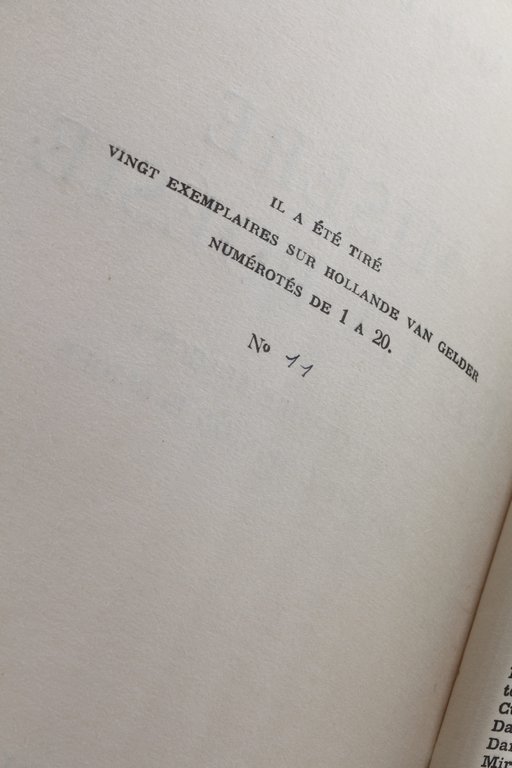 IL A ÉTÉ TIRÉ
VINGT EXEMPLAIRES SUR HOLLANDE VAN GELDER
NUMÉROTÉS DE 1 A 20.
No 11